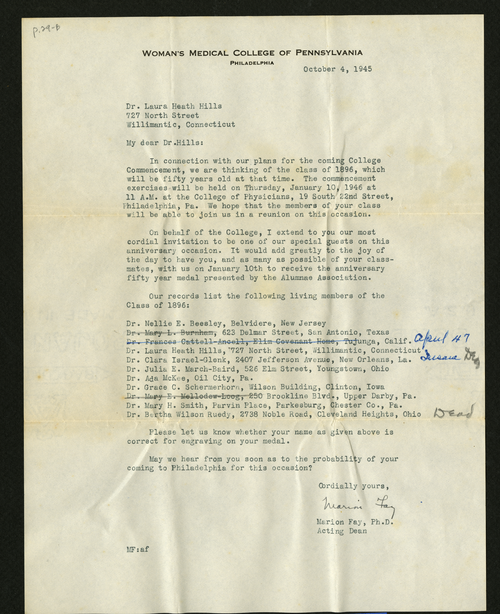 p.29-D
WOMAN'S MEDICAL COLLEGE OF PENNSYLVANIA
PHILADELPHIA
October 4, 1945
Dr. Laura Heath Hills
727 North Street
Willimantic, Connecticut
My dear Dr.Hills:
In connection with our plans for the coming College
Commencement, we are thinking of the class of 1896, which
will be fifty years old at that time. The commencement
exercises will be held on Thursday, January 10, 1946 at
11 A.M. at the College of Physicians, 19 South 22nd Street,
Philadelphia, Pa. We hope that the members of your class
will be able to join us in a reunion on this occasion.
On behalf of the College, I extend to you our most
cordial invitation to be one of our special guests on this
anniversary occasion. It would add greatly to the joy of
the day to have you, and as many as possible of your class-
mates, with us on January 10th to receive the anniversary
fifty year medal presented by the Alumnae Association.
Our records list the following living members of the
Class of 1896:
Dr. Nellie E. Beesley, Belvidere, New Jersey
Dr. Mary L. Burnham, 623 Delmar Street, San Antonio, Texas
Dr. Frances Cattell-Ancell, Elim Covenant Home, Tujunga, Calif. April 47
Dr. Laura Heath Hills, 727 North Street, Willimantic, Connecticut
Dr. Clara Israel-Glenk, 2407 Jefferson Avenue, New Orleans, La.
Dr. Julia E. March-Baird, 526 Elm Street, Youngstown, Ohio
Dr. Ada McKee, Oil City, Pa.
Dr. Grace C. Schermerhorn, Wilson Building, Clinton, Iowa
Dr. Mary E. Melledew-Loog, 250 Brookline Blvd., Upper Darby, Pa.
Dr. Mary H. Smith, Parvin Place, Parkesburg, Chester Co., Pa.
Dr. Bertha Wilson Ruedy, 2738 Noble Road, Cleveland Heights, Ohio Dead
Please let us know whether your name as given above is
correct for engraving on your medal.
May we hear from you soon as to the probability of your
coming to Philadelphia for this occasion?
Cordially yours,
Marion Fay
Marion Fay, Ph.D.
Acting Dean
MF:af